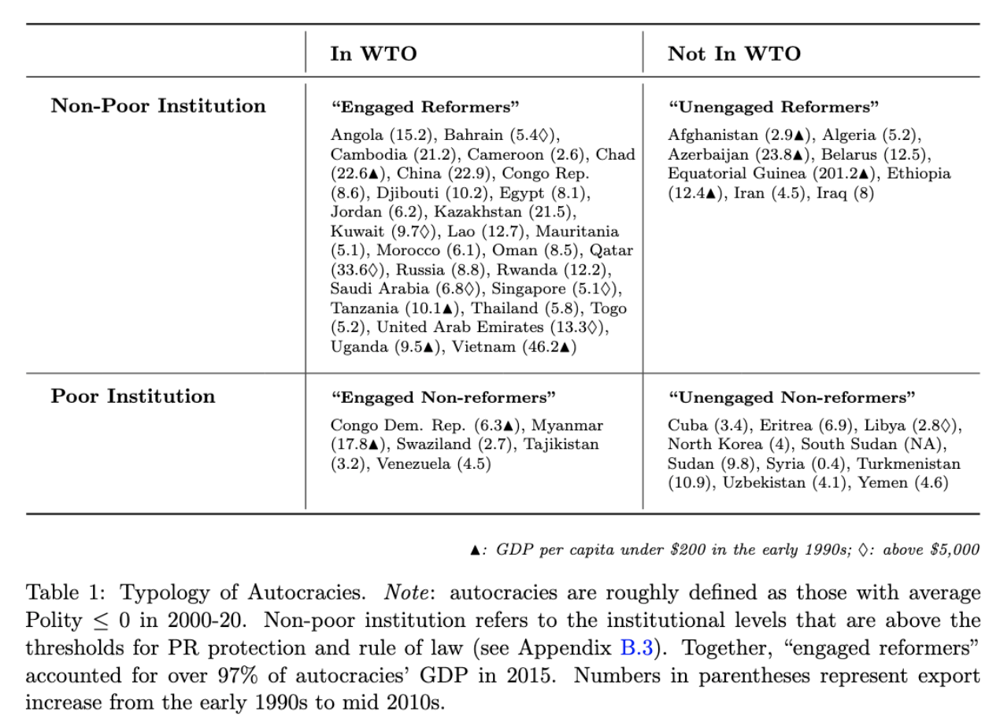 In WTO
Not In WTO
Non-Poor Institution
“Engaged Reformers”
Angola (15.2), Bahrain (5.4◊),
Cambodia (21.2), Cameroon (2.6), Chad
(22.6▲), China (22.9), Congo Rep.
(8.6), Djibouti (10.2), Egypt (8.1),
Jordan (6.2), Kazakhstan (21.5),
Kuwait (9.7◊), Lao (12.7), Mauritania
(5.1), Morocco (6.1), Oman (8.5), Qatar
(33.6◊), Russia (8.8), Rwanda (12.2),
Saudi Arabia (6.8◊), Singapore (5.1◊),
Tanzania (10.1▲), Thailand (5.8), Togo
(5.2), United Arab Emirates (13.3◊),
Uganda (9.5▲), Vietnam (46.2▲)
“Unengaged Reformers”
Afghanistan (2.9▲), Algeria (5.2),
Azerbaijan (23.8▲), Belarus (12.5),
Equatorial Guinea (201.2▲), Ethiopia
(12.4▲), Iran (4.5), Iraq (8)
Poor Institution
“Engaged Non-reformers”
Congo Dem. Rep. (6.3▲), Myanmar
(17.8▲), Swaziland (2.7), Tajikistan
(3.2), Venezuela (4.5)
“Unengaged Non-reformers”
Cuba (3.4), Eritrea (6.9), Libya (2.8◊),
North Korea (4), South Sudan (NA),
Sudan (9.8), Syria (0.4), Turkmenistan
(10.9), Uzbekistan (4.1), Yemen (4.6)
▲: GDP per capita under $200 in the early 1990s; ◊: above $5,000
Table 1: Typology of Autocracies. Note: autocracies are roughly defined as those with average
Polity ≤ 0 in 2000-20. Non-poor institution refers to the institutional levels that are above the
thresholds for PR protection and rule of law (see Appendix B.3). Together, “engaged reformers”
accounted for over 97% of autocracies’ GDP in 2015. Numbers in parentheses represent export
increase from the early 1990s to mid 2010s.